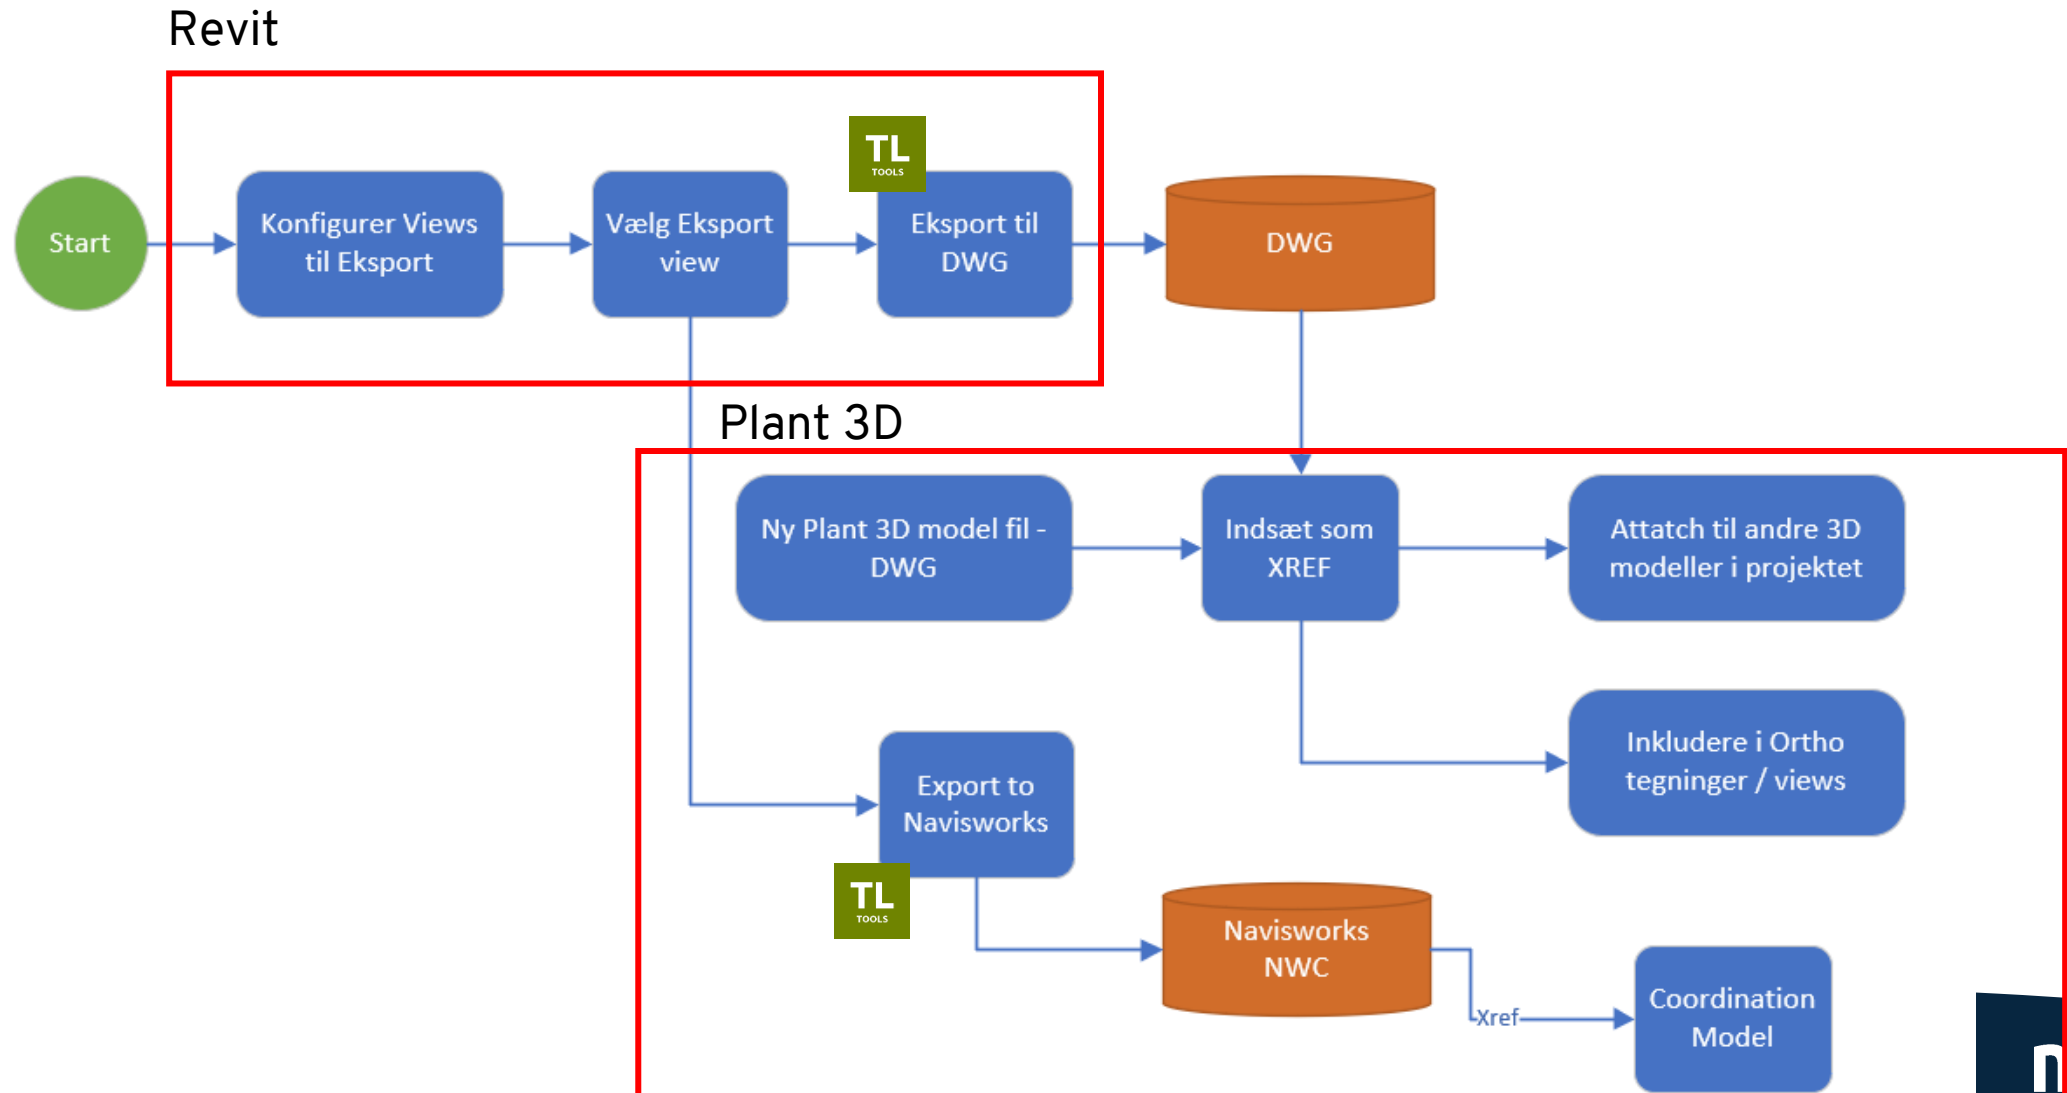 Revit
TL
TOOLS
Start
Konfigurer Views
til Eksport
Vælg Eksport
view
Eksport til
DWG
DWG
Plant 3D
Ny Plant 3D model fil -
DWG
Indsæt som
XREF
Attatch til andre 3D
modeller i projektet
Inkludere i Ortho
tegninger / views
Export to
Navisworks
TL
TOOLS
Navisworks
NWC
Xref
Coordination
Model